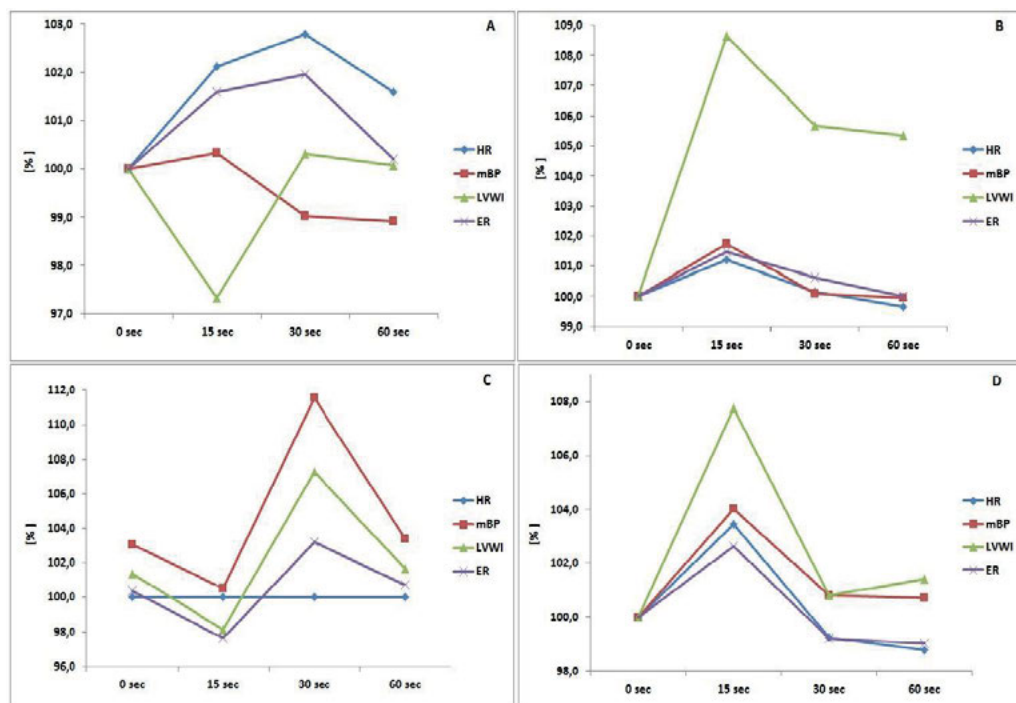 A
[% ]
103,0
102,0
101,0
100,0
99,0
98,0
97,0
0 sec 15 sec 30 sec 60 sec
HR
mBP
LVWI
ER
B
[% ]
109,0
108,0
107,0
106,0
105,0
104,0
103,0
102,0
101,0
100,0
99,0
0 sec 15 sec 30 sec 60 sec
HR
mBP
LVWI
ER
C
[% ]
112,0
110,0
108,0
106,0
104,0
102,0
100,0
98,0
96,0
0 sec 15 sec 30 sec 60 sec
HR
mBP
LVWI
ER
D
[% ]
108,0
106,0
104,0
102,0
100,0
98,0
0 sec 15 sec 30 sec 60 sec
HR
mBP
LVWI
ER